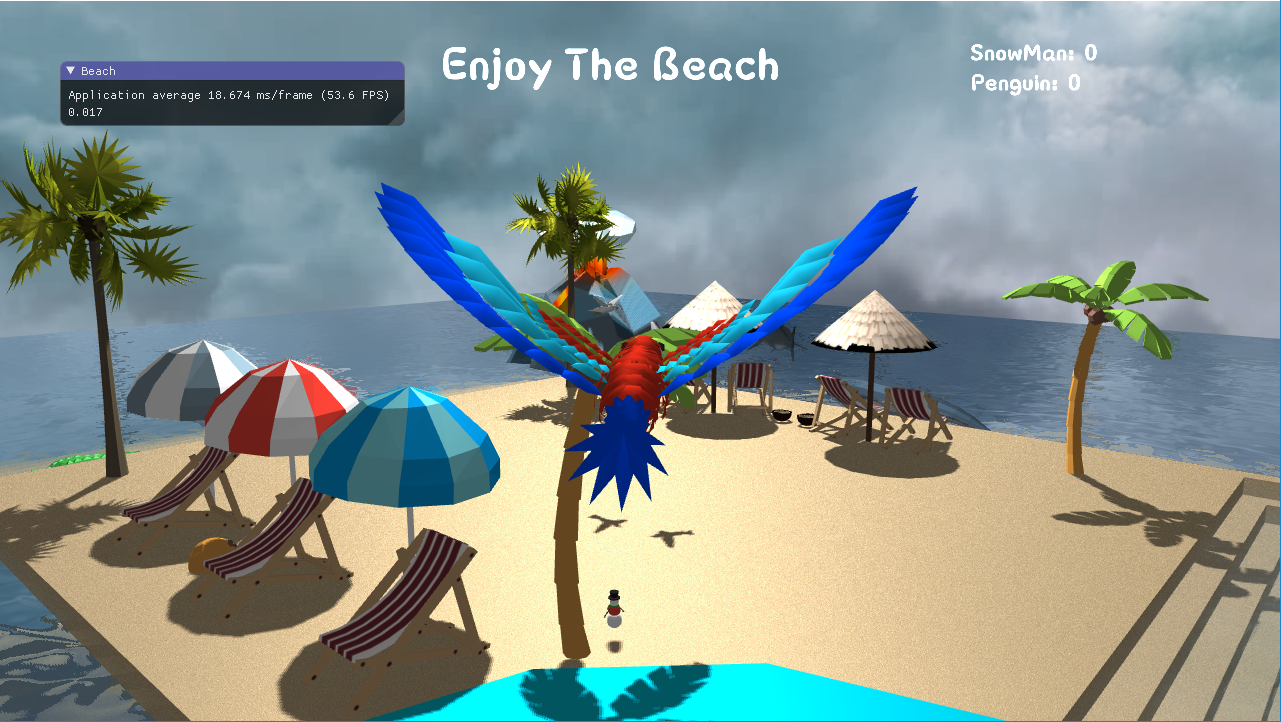 Enjoy The Beach
SnowMan: 0
Penguin: 0
Beach
Application average 18.674 ms/frame (53.6 FPS)
0.017